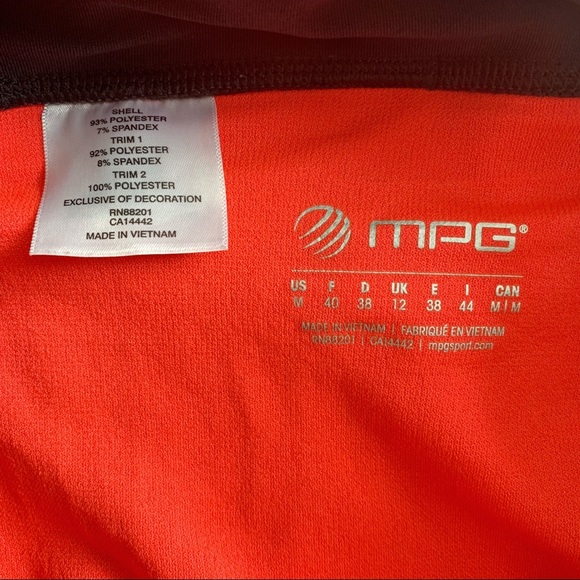 SHELL
93% POLYESTER
7% SPANDEX
TRIM 1
92% POLYESTER
8% SPANDEX
TRIM 2
100% POLYESTER
EXCLUSIVE OF DECORATION
RN88201
CA14442
MADE IN VIETNAM
MPG®
US F D UK E I CAN
M 40 38 12 38 44 M | M
MADE IN VIETNAM | FABRIQUÉ EN VIETNAM
RN88201 | CA14442 | mpgsport.com